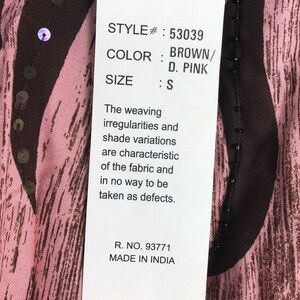 STYLE# : 53039
COLOR : BROWN/
D. PINK
SIZE : S
The weaving
irregularities and
shade variations
are characteristic
of the fabric and
in no way to be
taken as defects.
R. NO. 93771
MADE IN INDIA